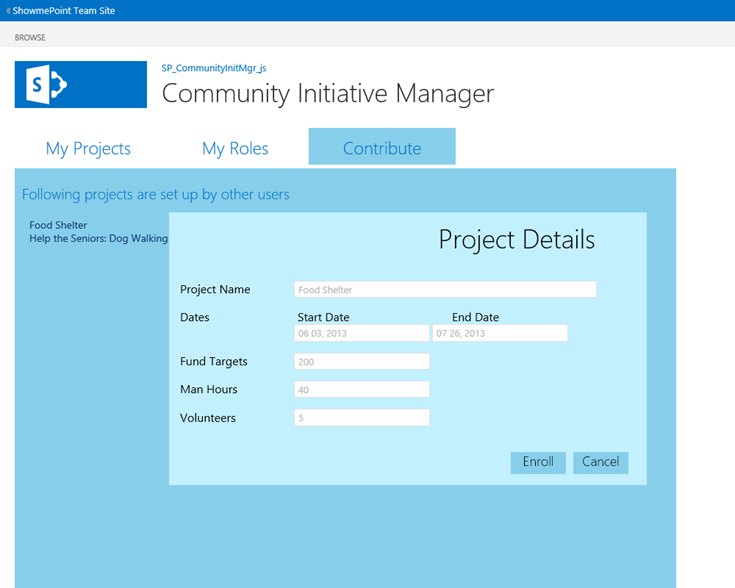 ShowmePoint Team Site
BROWSE
S
SP_CommunityInitMgr_js
Community Initiative Manager
My Projects My Roles Contribute
Following projects are set up by other users
Food Shelter
Help the Seniors: Dog Walking
Project Details
Project Name Food Shelter
Dates Start Date End Date
06 03, 2013 07 26, 2013
Fund Targets 200
Man Hours 40
Volunteers 5
Enroll Cancel